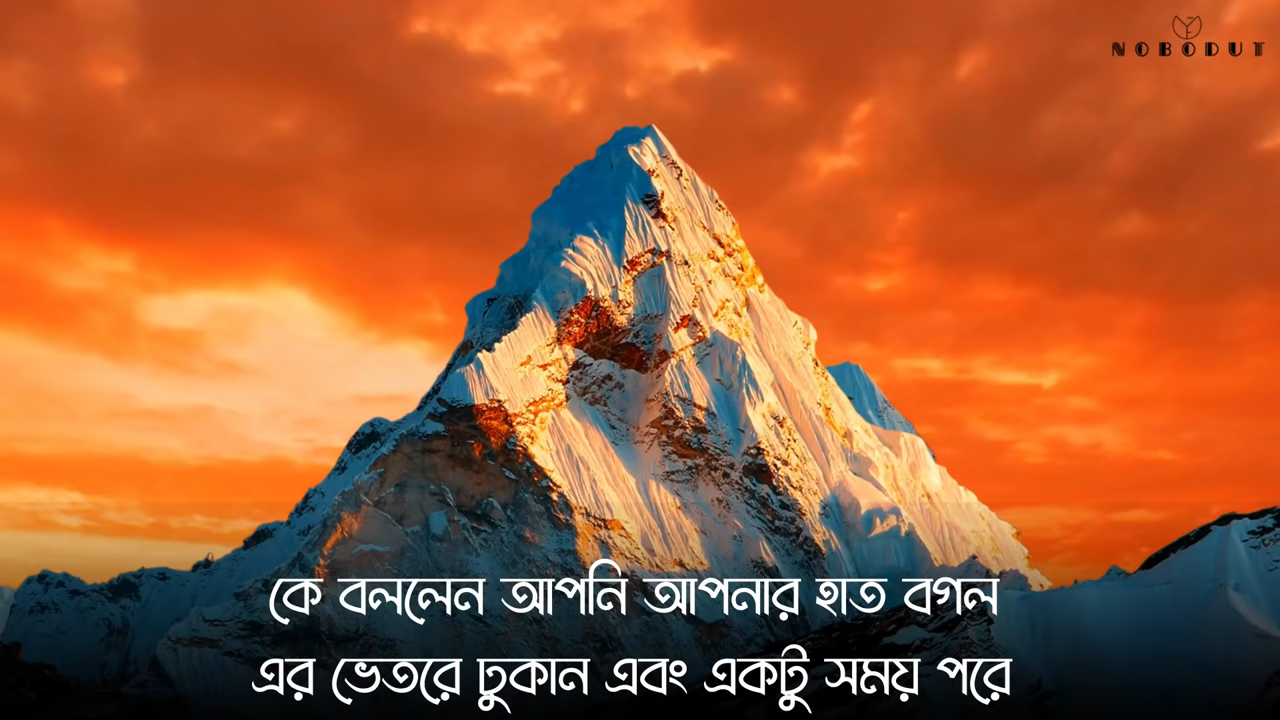 NOBODUT
কে বললেন আপনি আপনার হাত বগল
এর ভেতরে ঢুকান এবং একটু সময় পরে